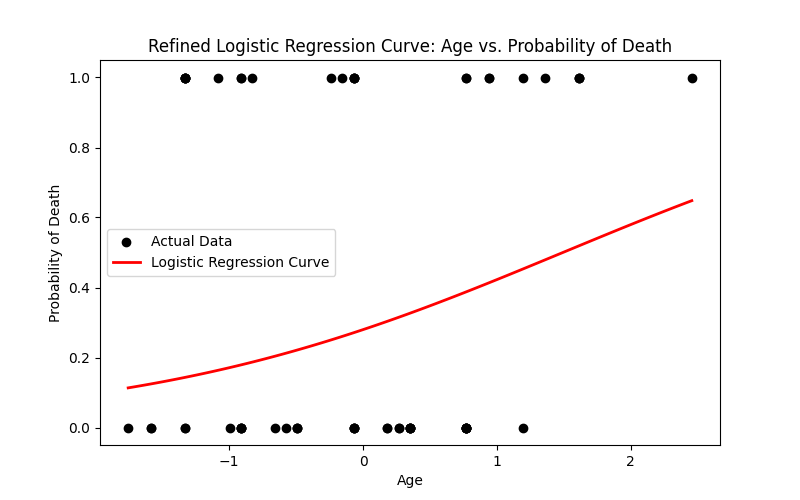 Refined Logistic Regression Curve: Age vs. Probability of Death
1.0
0.8
0.6
0.4
0.2
0.0
Probability of Death
Actual Data
Logistic Regression Curve
−1
0
1
2
Age